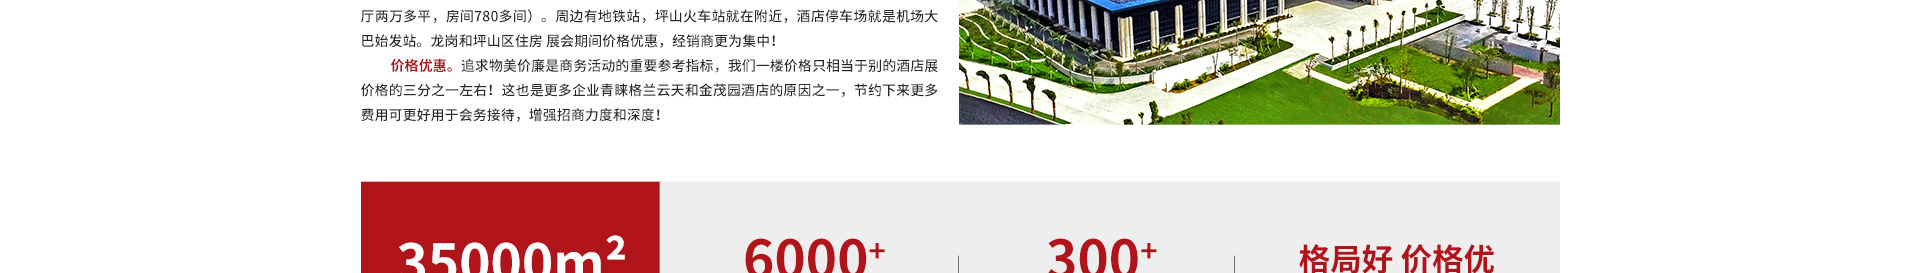 厅两万多平，房间780多间）。周边有地铁站，坪山火车站就在附近，酒店停车场就是机场大
巴始发站。龙岗和坪山区住房 展会期间价格优惠，经销商更为集中！
价格优惠。追求物美价廉是商务活动的重要参考指标，我们一楼价格只相当于别的酒店展
价格的三分之一左右！这也是更多企业青睐格兰云天和金茂园酒店的原因之一，节约下来更多
费用可更好用于会务接待，增强招商力度和深度！
35000m²
6000+
300+
格局好 价格优